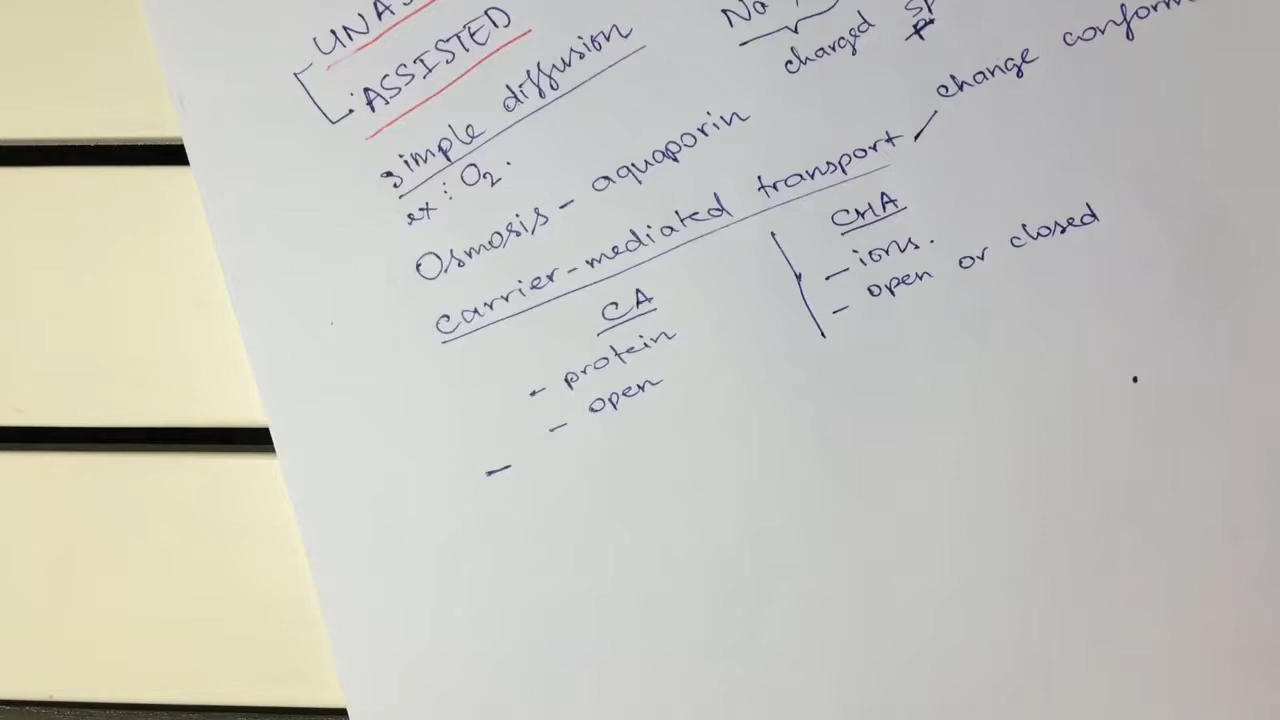 ASSISTED
simple diffusion
ex: O2.
Osmosis - aquaporin
carrier-mediated transport
Na
charged
change
CA
- protein
- open
-
CHA
- ions.
- open or closed